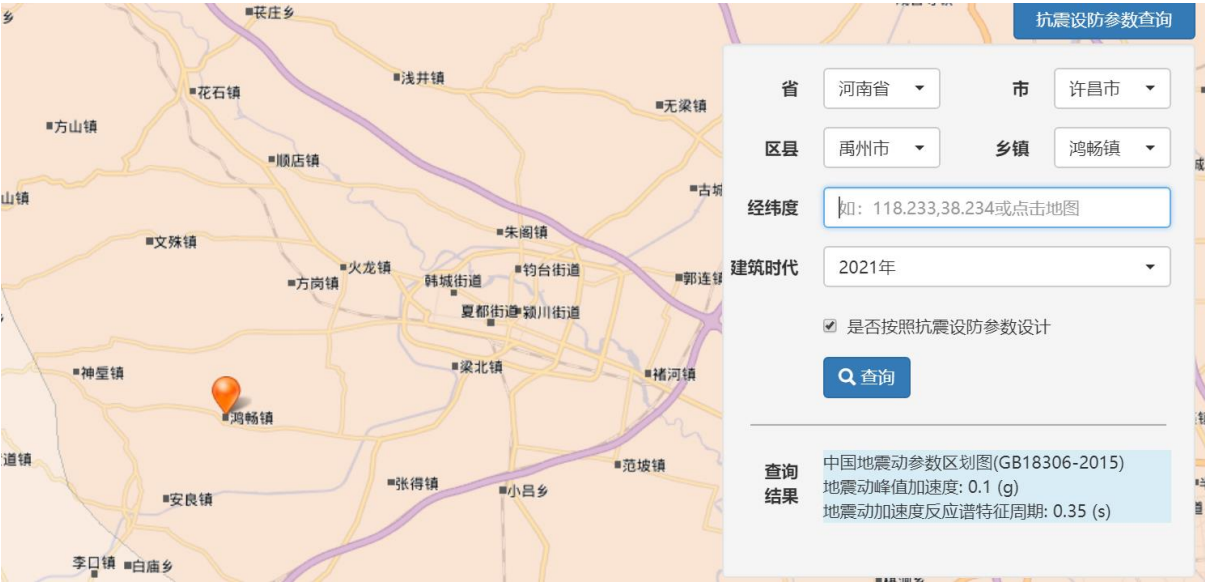 苌庄乡
抗震设防参数查询
浅井镇
花石镇
无梁镇
方山镇
顺店镇
山镇
古城
朱阁镇
文殊镇
火龙镇
钧台街道
方岗镇
韩城街道
郭连镇
夏都街道
颍川街道
梁北镇
神垕镇
褚河镇
鸿畅镇
道镇
张得镇
范坡镇
安良镇
小吕乡
李口镇
白庙乡
省 河南省 市 许昌市
区县 禹州市 乡镇 鸿畅镇
经纬度 如：118.233,38.234或点击地图
建筑时代 2021年
是否按照抗震设防参数设计
查询
查询
结果
中国地震动参数区划图(GB18306-2015)
地震动峰值加速度: 0.1 (g)
地震动加速度反应谱特征周期: 0.35 (s)